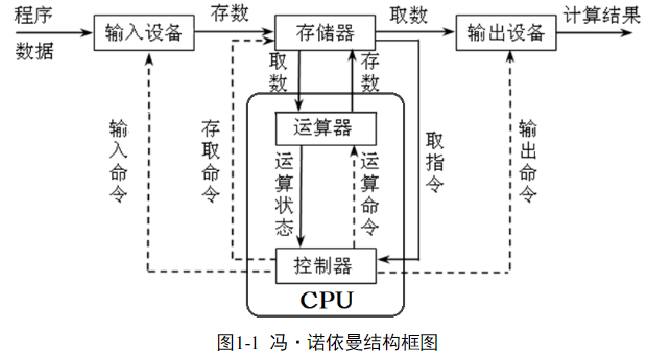 程序
数据
输入设备
存数
存储器
取数
输出设备
计算结果
取数
存数
运算器
输入命令
存取命令
运算状态
运算命令
取指令
输出命令
控制器
CPU
图1-1 冯·诺依曼结构框图